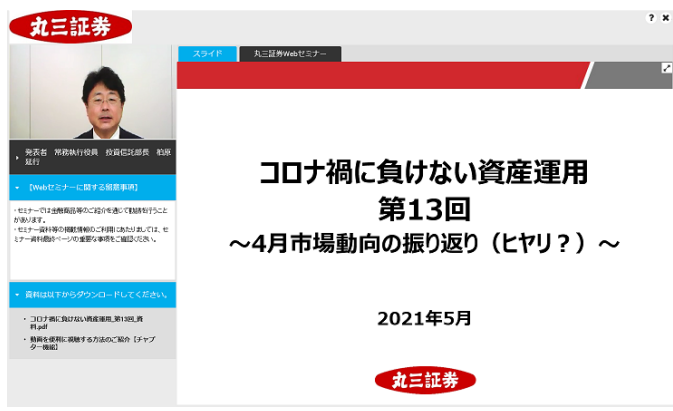 丸三証券
? ×
スライド
丸三証券Webセミナー
発表者 常務執行役員 投資信託部長 柏原
延行
【Webセミナーに関する留意事項】
・セミナーでは金融商品等のご紹介を通じて勧誘を行うこと
があります。
・セミナー資料等の掲載情報のご利用にあたりましては、セ
ミナー資料最終ページの重要な事項をご確認ください。
資料は以下からダウンロードしてください。
・ コロナ禍に負けない資産運用_第13回_資
料.pdf
・ 動画を便利に視聴する方法のご紹介【チャプ
ター機能】
コロナ禍に負けない資産運用
第13回
~4月市場動向の振り返り(ヒヤリ?)~
2021年5月
丸三証券